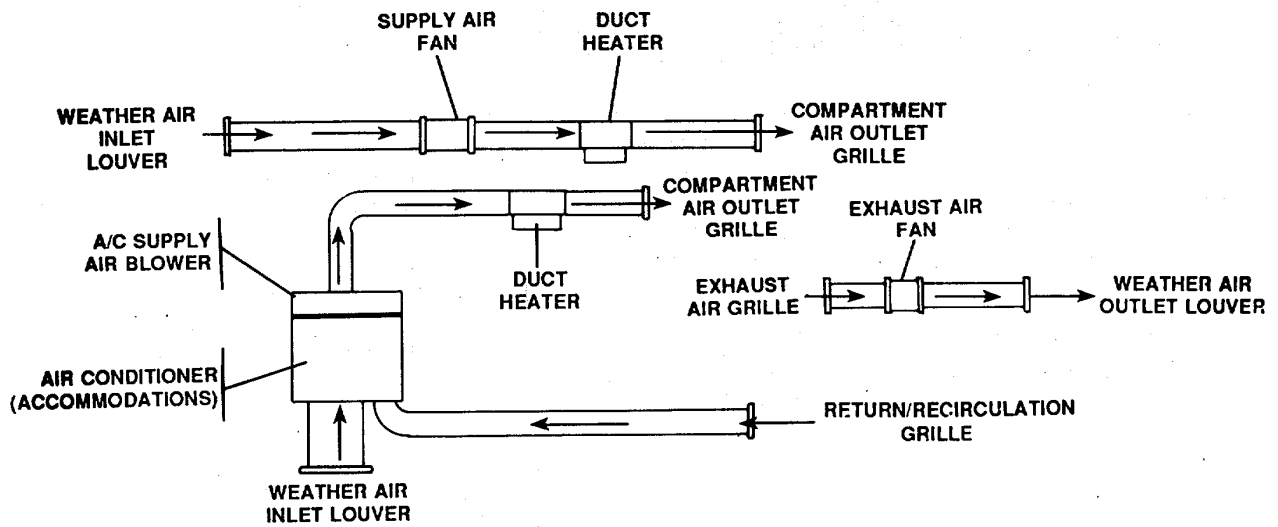 SUPPLY AIR
FAN
DUCT
HEATER
WEATHER AIR
INLET
LOUVER
COMPARTMENT
AIR OUTLET
GRILLE
COMPARTMENT
AIR OUTLET
GRILLE
A/C SUPPLY
AIR BLOWER
DUCT
HEATER
EXHAUST AIR
FAN
EXHAUST
AIR GRILLE
WEATHER AIR
OUTLET LOUVER
AIR CONDITIONER
(ACCOMMODATIONS)
RETURN/RECIRCULATION
GRILLE
WEATHER AIR
INLET LOUVER